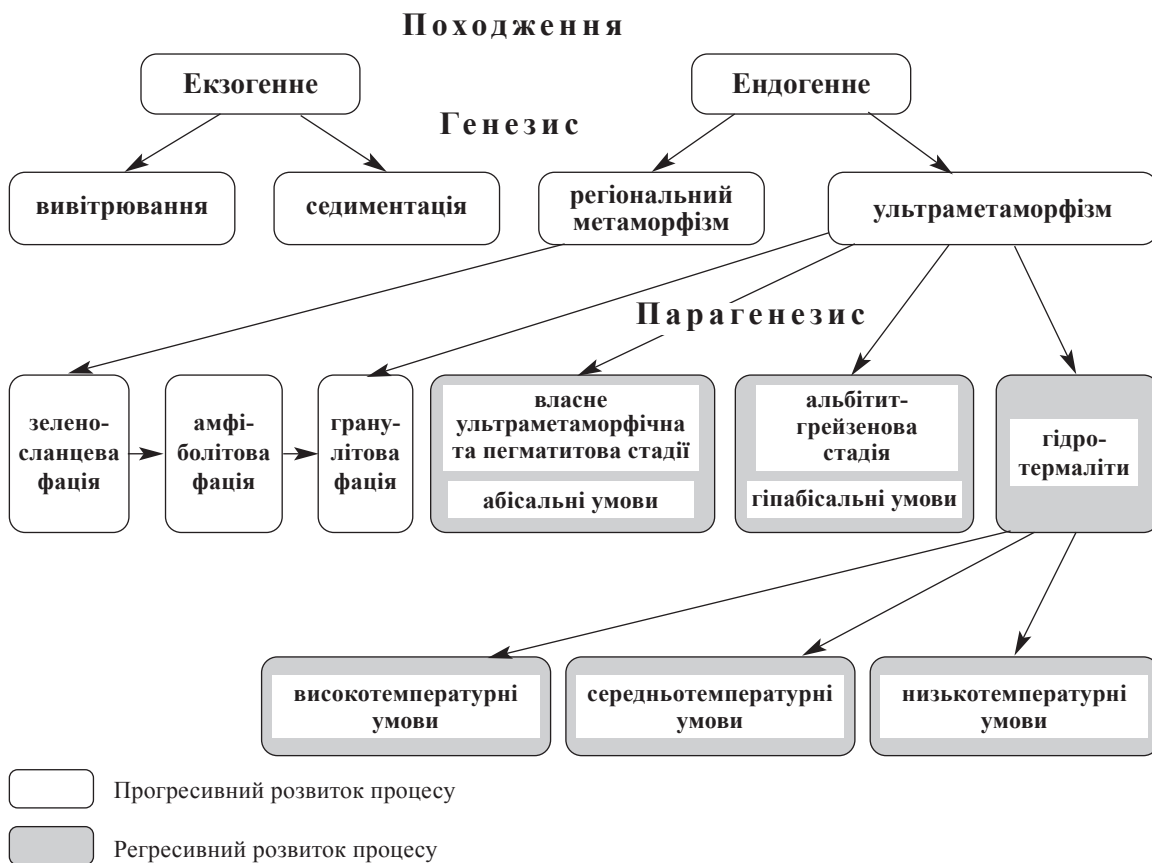 Походження
Екзогенне
Ендогенне
Генезис
вивітрювання
седиментація
регіональний
метаморфізм
ультраметаморфізм
Парагенезис
зелено-
сланцева
фація
амфі-
болітова
фація
грану-
літова
фація
власне
ультраметаморфічна
та пегматитова стадії
абісальні умови
альбітит-
грейзенова
стадія
гіпабісальні умови
гідро-
термаліти
високотемпературні
умови
середньотемпературні
умови
низькотемпературні
умови
Прогресивний розвиток процесу
Регресивний розвиток процесу